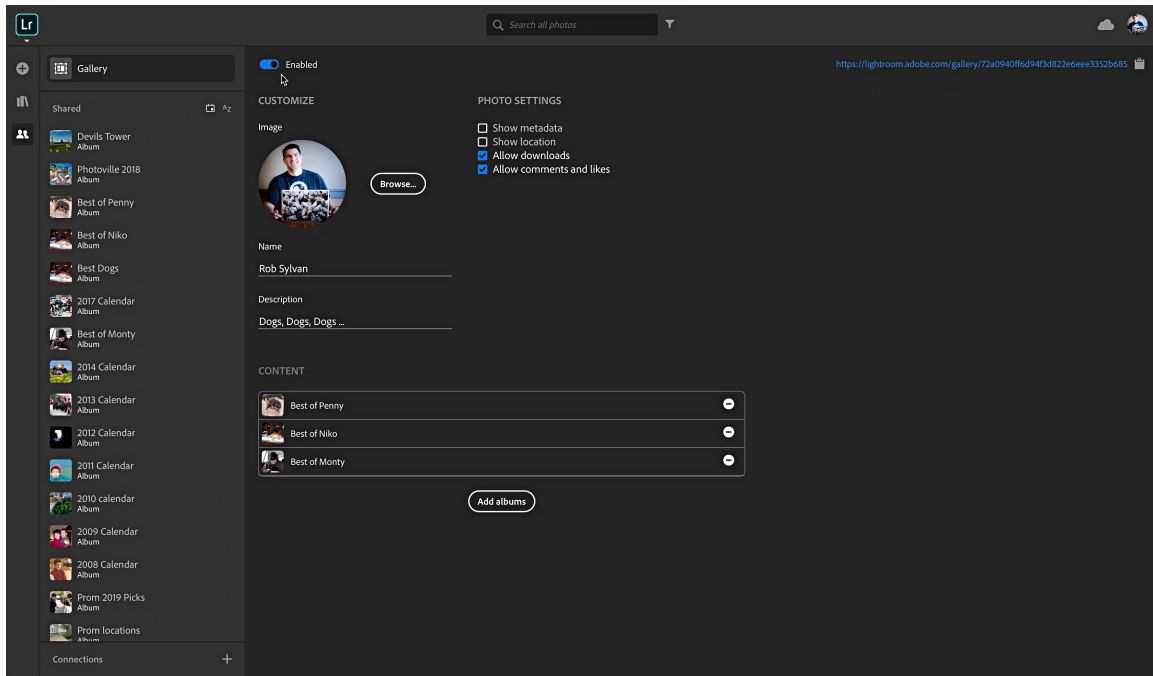 Lr
Search all photos
Gallery
Shared
AZ
Devils Tower
Album
Photoville 2018
Album
Best of Penny
Album
Best of Niko
Album
Best Dogs
Album
2017 Calendar
Album
Best of Monty
Album
2014 Calendar
Album
2013 Calendar
Album
2012 Calendar
Album
2011 Calendar
Album
2010 calendar
Album
2009 Calendar
Album
2008 Calendar
Album
Prom 2019 Picks
Album
Prom locations
Album
Connections
Enabled
https://lightroom.adobe.com/gallery/72a0940ff6d94f3d822e6eee3352b685
CUSTOMIZE
Image
Browse...
Name
Rob Sylvan
Description
Dogs, Dogs, Dogs ...
PHOTO SETTINGS
Show metadata
Show location
Allow downloads
Allow comments and likes
CONTENT
Best of Penny
Best of Niko
Best of Monty
Add albums